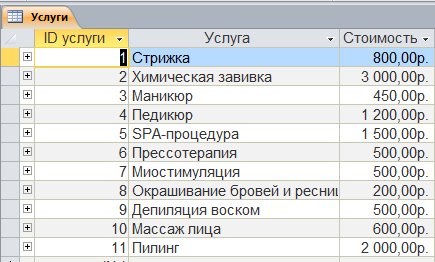 Услуги
ID услуги Услуга Стоимость
1 Стрижка 800,00р.
2 Химическая завивка 3 000,00р.
3 Маникюр 450,00р.
4 Педикюр 1 200,00р.
5 SPA-процедура 1 500,00р.
6 Прессотерапия 500,00р.
7 Миостимуляция 500,00р.
8 Окрашивание бровей и ресниц 200,00р.
9 Депиляция воском 500,00р.
10 Массаж лица 600,00р.
11 Пилинг 2 000,00р.